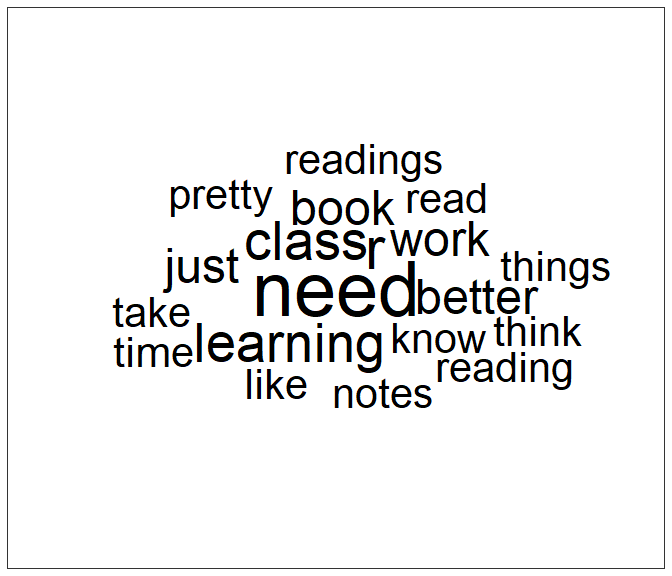 readings
pretty book read
class r work
just need better things
take learning know think
time reading
like notes